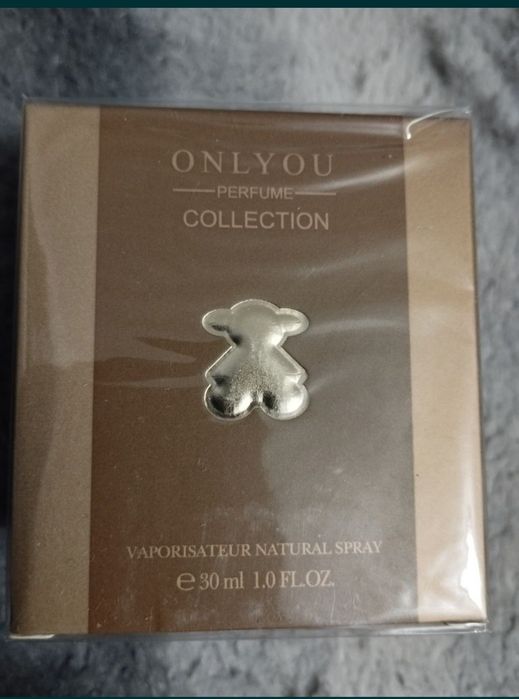 ONLYOU
PERFUME
COLLECTION
VAPORISATEUR NATURAL SPRAY
℮ 30 ml 1.0 FL.OZ.